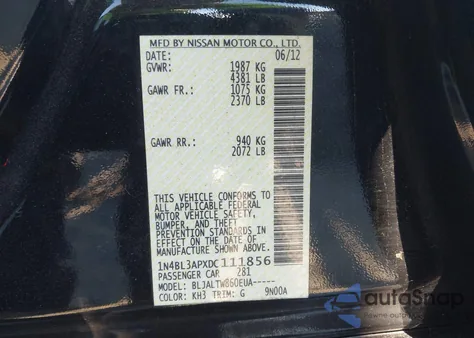 MFD BY NISSAN MOTOR CO., LTD.
DATE: 06/12
GVWR: 1987 KG
4381 LB
GAWR FR.: 1075 KG
2370 LB
GAWR RR.: 940 KG
2072 LB
THIS VEHICLE CONFORMS TO
ALL APPLICABLE FEDERAL
MOTOR VEHICLE SAFETY,
BUMPER, AND THEFT
PREVENTION STANDARDS IN
EFFECT ON THE DATE OF
MANUFACTURE SHOWN ABOVE.
1N4BL3APXDC111856
PASSENGER CAR 281
MODEL: BLJALTW860EUA-----
COLOR: KH3 TRIM: G 9N00A
autoSnap